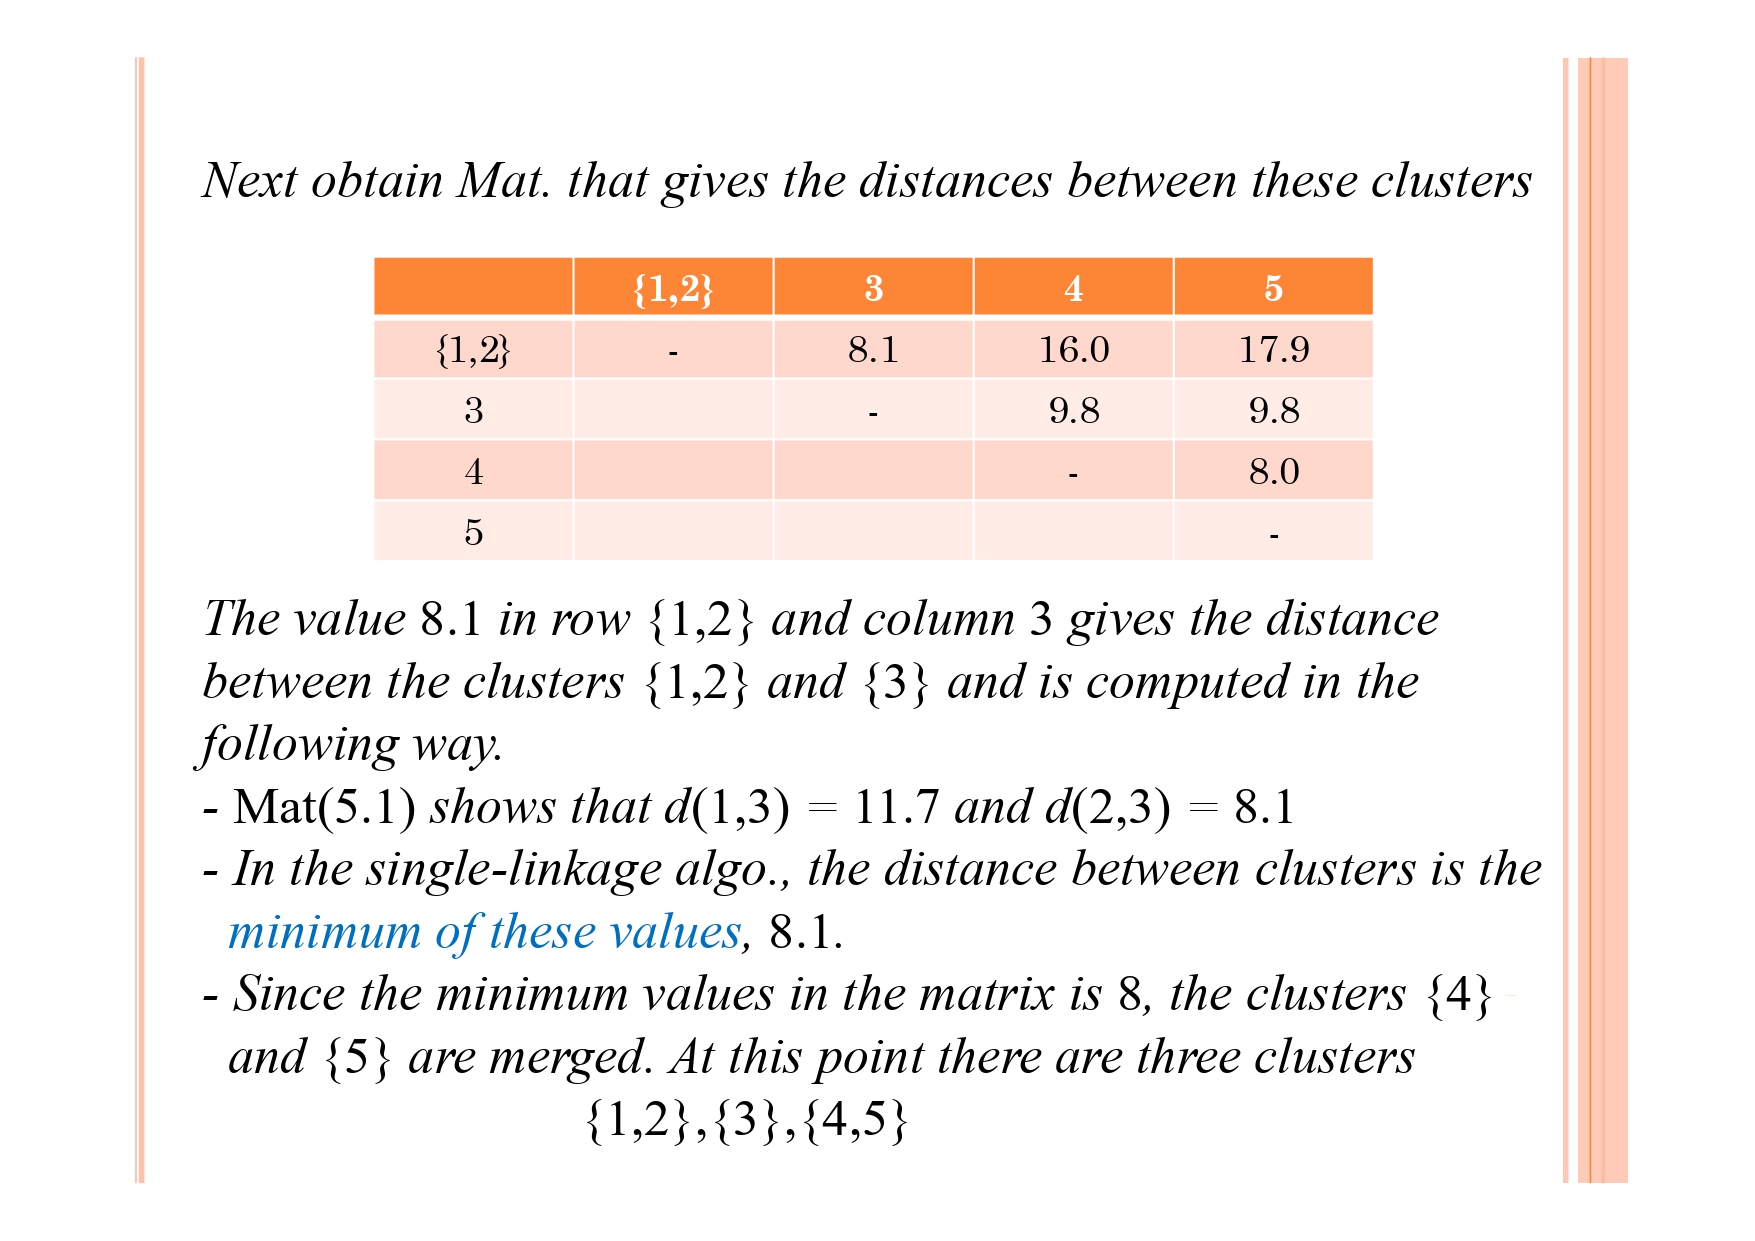 Next obtain Mat. that gives the distances between these clusters
{1,2} 3 4 5
{1,2} - 8.1 16.0 17.9
3 - 9.8 9.8
4 - 8.0
5 -
The value 8.1 in row {1,2} and column 3 gives the distance
between the clusters {1,2} and {3} and is computed in the
following way.
- Mat(5.1) shows that d(1,3) = 11.7 and d(2,3) = 8.1
- In the single-linkage algo., the distance between clusters is the
minimum of these values, 8.1.
- Since the minimum values in the matrix is 8, the clusters {4}
and {5} are merged. At this point there are three clusters
{1,2},{3},{4,5}